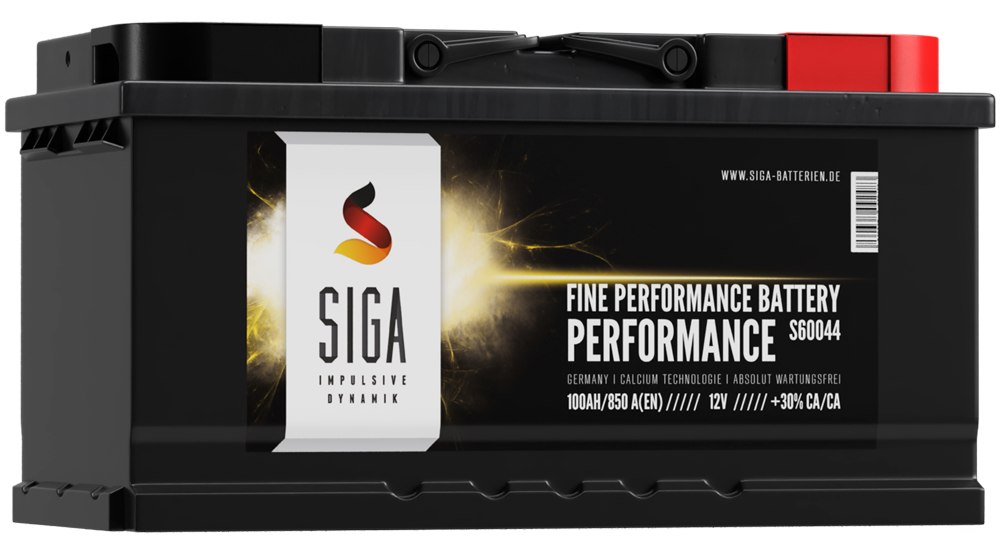 WWW.SIGA-BATTERIEN.DE
SIGA
IMPULSIVE
DYNAMIK
FINE PERFORMANCE BATTERY
PERFORMANCE S60044
GERMANY | CALCIUM TECHNOLOGIE | ABSOLUT WARTUNGSFREI
100AH/850 A(EN) ///// 12V ///// +30% CA/CA